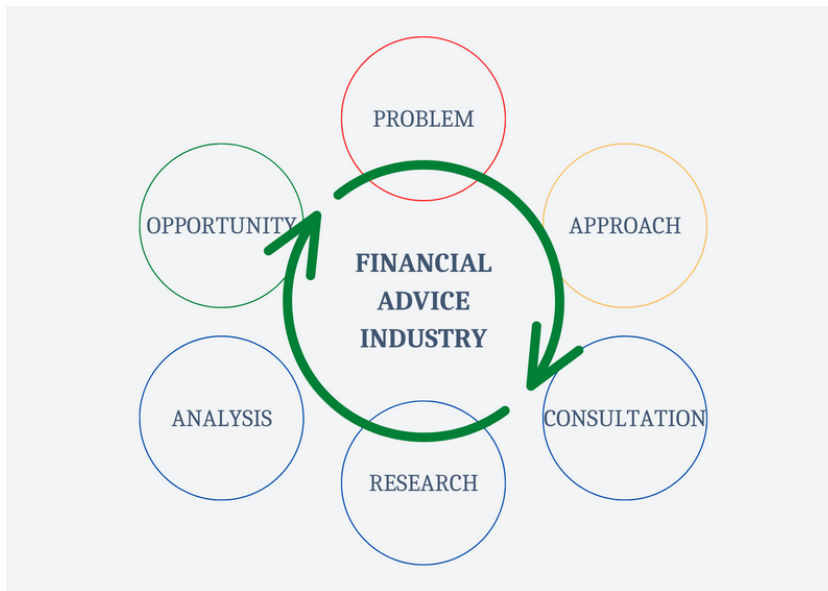 PROBLEM
OPPORTUNITY
APPROACH
FINANCIAL
ADVICE
INDUSTRY
ANALYSIS
CONSULTATION
RESEARCH